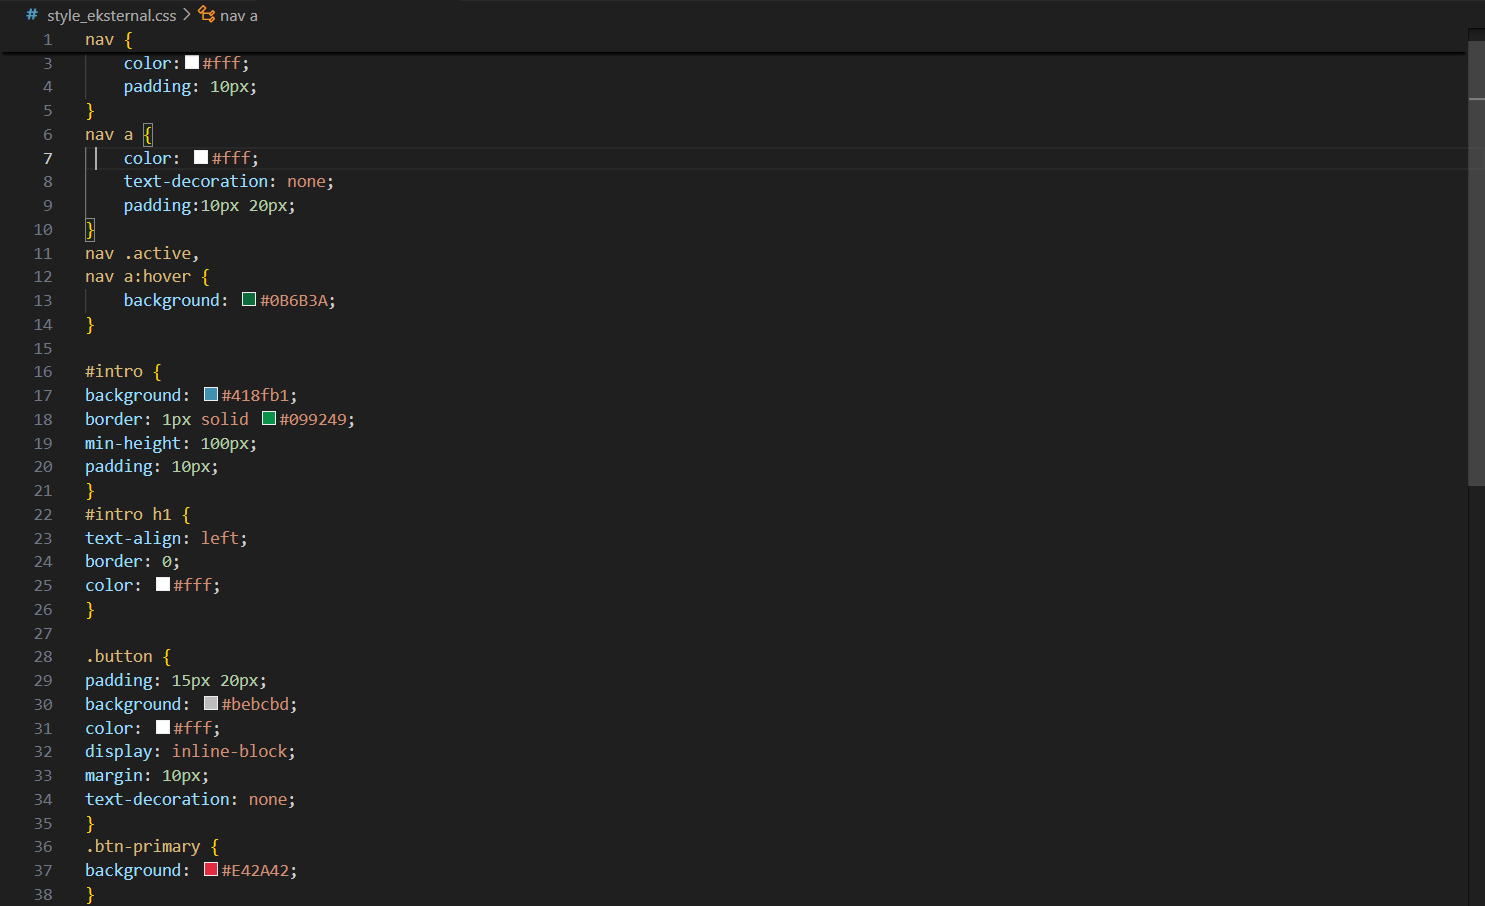 # style_eksternal.css > nav a
1 nav {
3 color: #fff;
4 padding: 10px;
5 }
6 nav a {
7 color: #fff;
8 text-decoration: none;
9 padding:10px 20px;
10 }
11 nav .active,
12 nav a:hover {
13 background: #0B6B3A;
14 }
15
16 #intro {
17 background: #418fb1;
18 border: 1px solid #099249;
19 min-height: 100px;
20 padding: 10px;
21 }
22 #intro h1 {
23 text-align: left;
24 border: 0;
25 color: #fff;
26 }
27
28 .button {
29 padding: 15px 20px;
30 background: #bebcbd;
31 color: #fff;
32 display: inline-block;
33 margin: 10px;
34 text-decoration: none;
35 }
36 .btn-primary {
37 background: #E42A42;
38 }